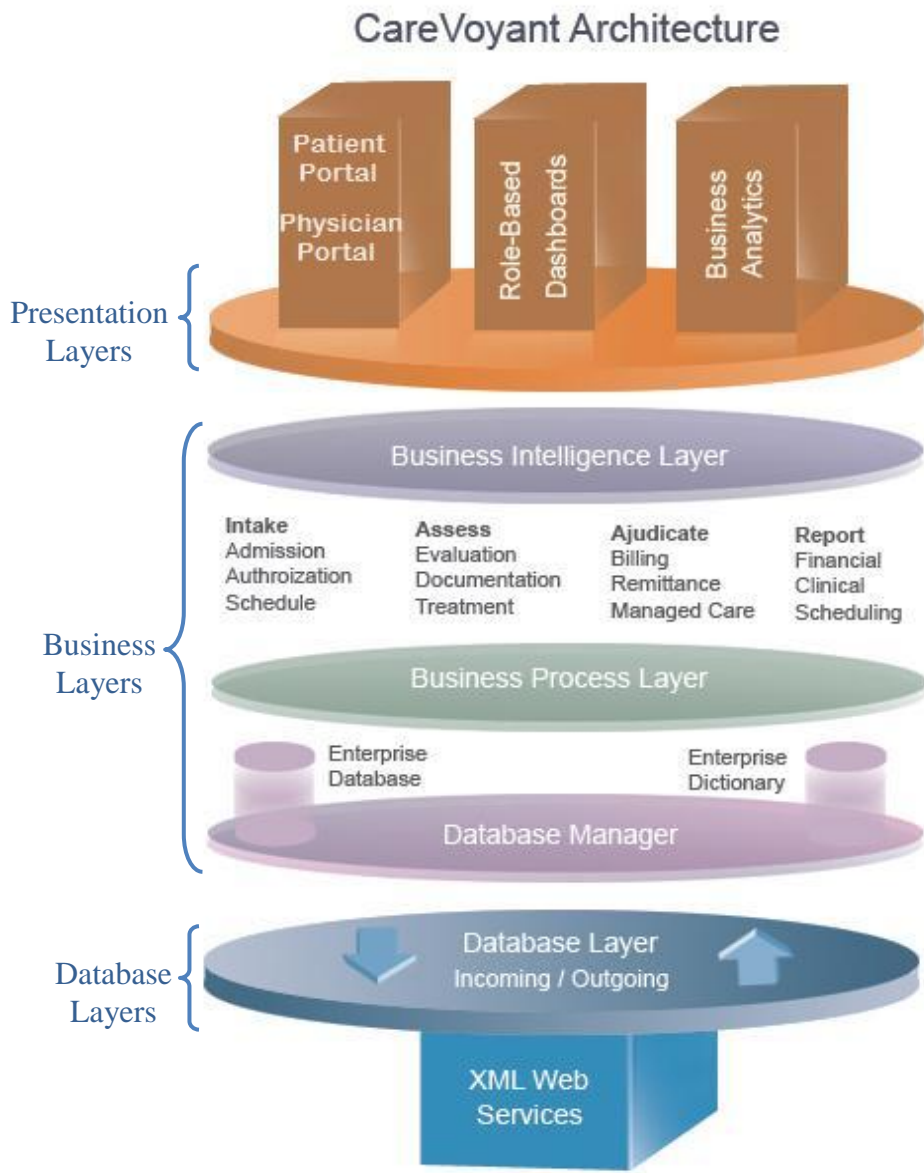 CareVoyant Architecture
Patient
Portal
Physician
Portal
Role-Based
Dashboards
Business
Analytics
Presentation
Layers
Business Intelligence Layer
Intake
Admission
Authroization
Schedule
Assess
Evaluation
Documentation
Treatment
Ajudicate
Billing
Remittance
Managed Care
Report
Financial
Clinical
Scheduling
Business
Layers
Business Process Layer
Enterprise
Database
Enterprise
Dictionary
Database Manager
Database
Layers
Database Layer
Incoming / Outgoing
XML Web
Services